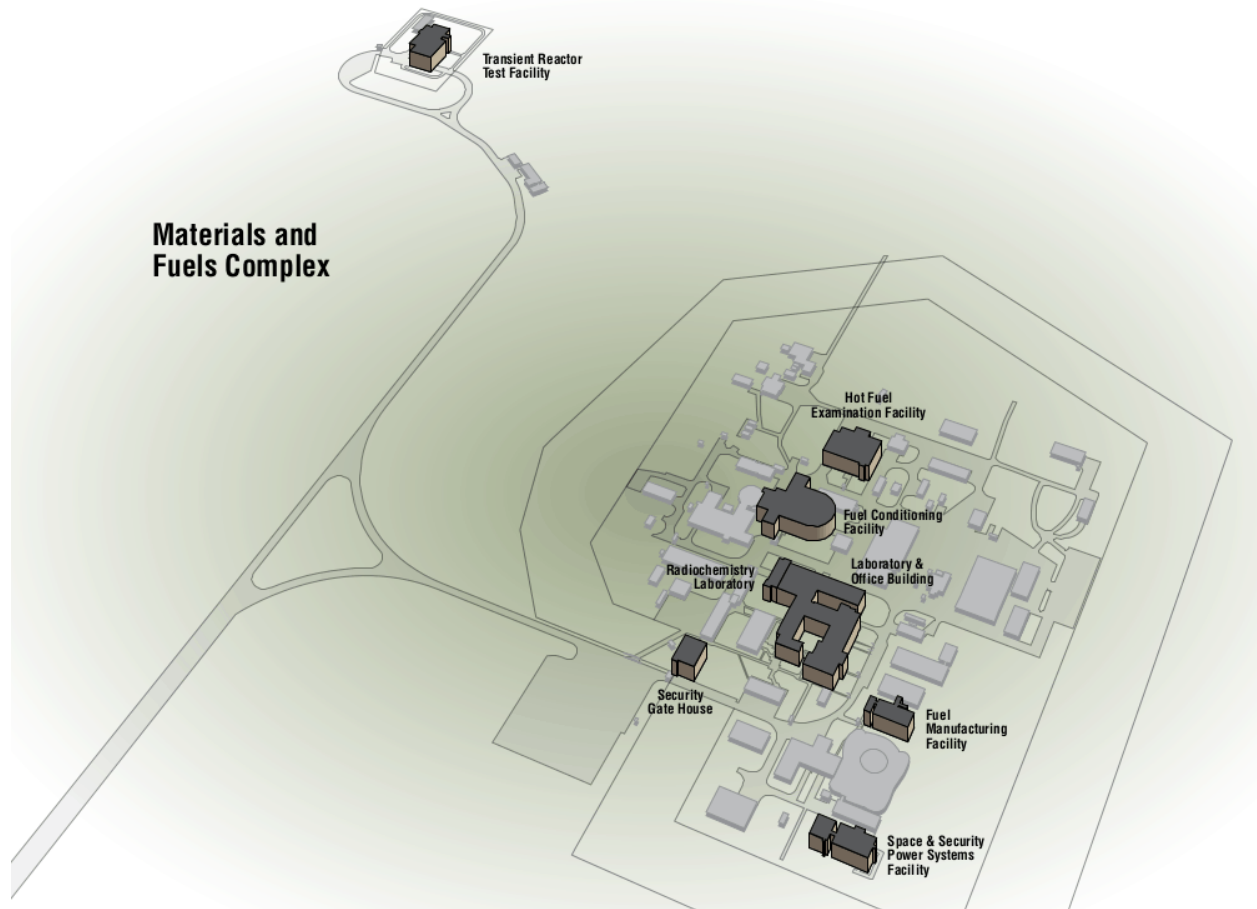 Transient Reactor
Test Facility
Materials and
Fuels Complex
Hot Fuel
Examination Facility
Fuel Conditioning
Facility
Radiochemistry
Laboratory
Laboratory &
Office Building
Security
Gate House
Fuel
Manufacturing
Facility
Space & Security
Power Systems
Facility